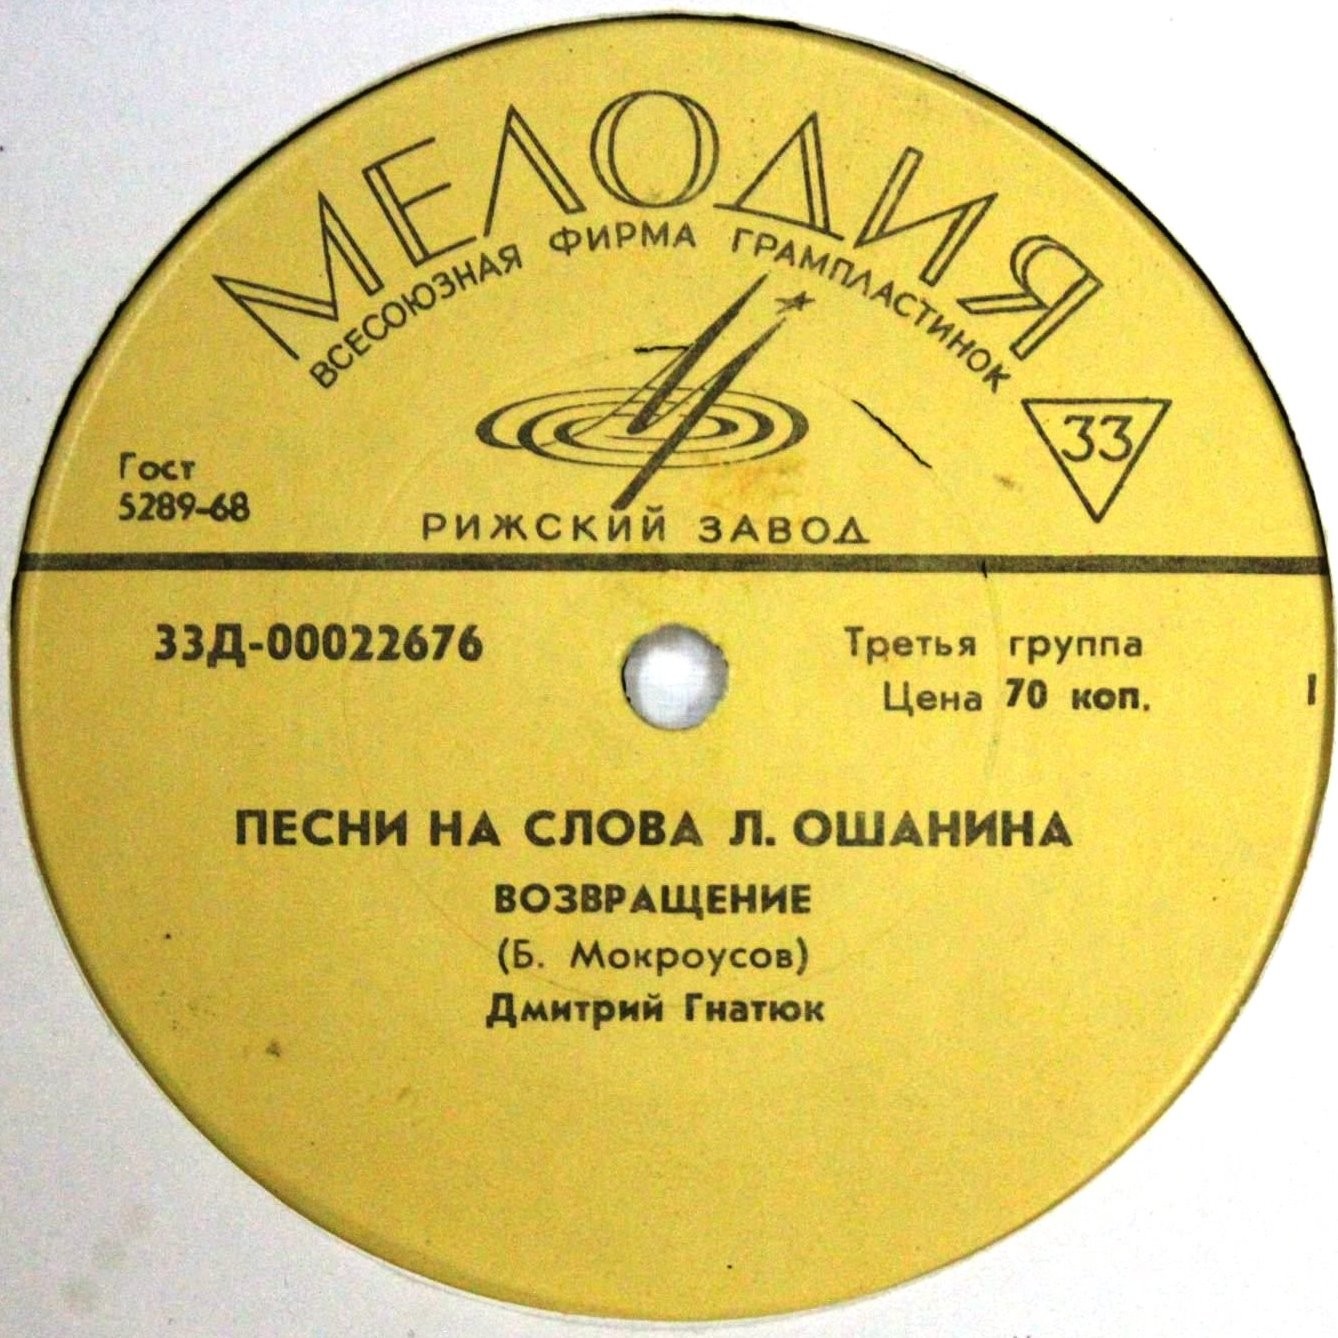 МЕЛОДИЯ
ВСЕСОЮЗНАЯ ФИРМА ГРАМПЛАСТИНОК
33
Гост
5289-68
РИЖСКИЙ ЗАВОД
33Д-00022676
Третья группа
Цена 70 коп.
I
ПЕСНИ НА СЛОВА Л. ОШАНИНА
ВОЗВРАЩЕНИЕ
(Б. Мокроусов)
Дмитрий Гнатюк